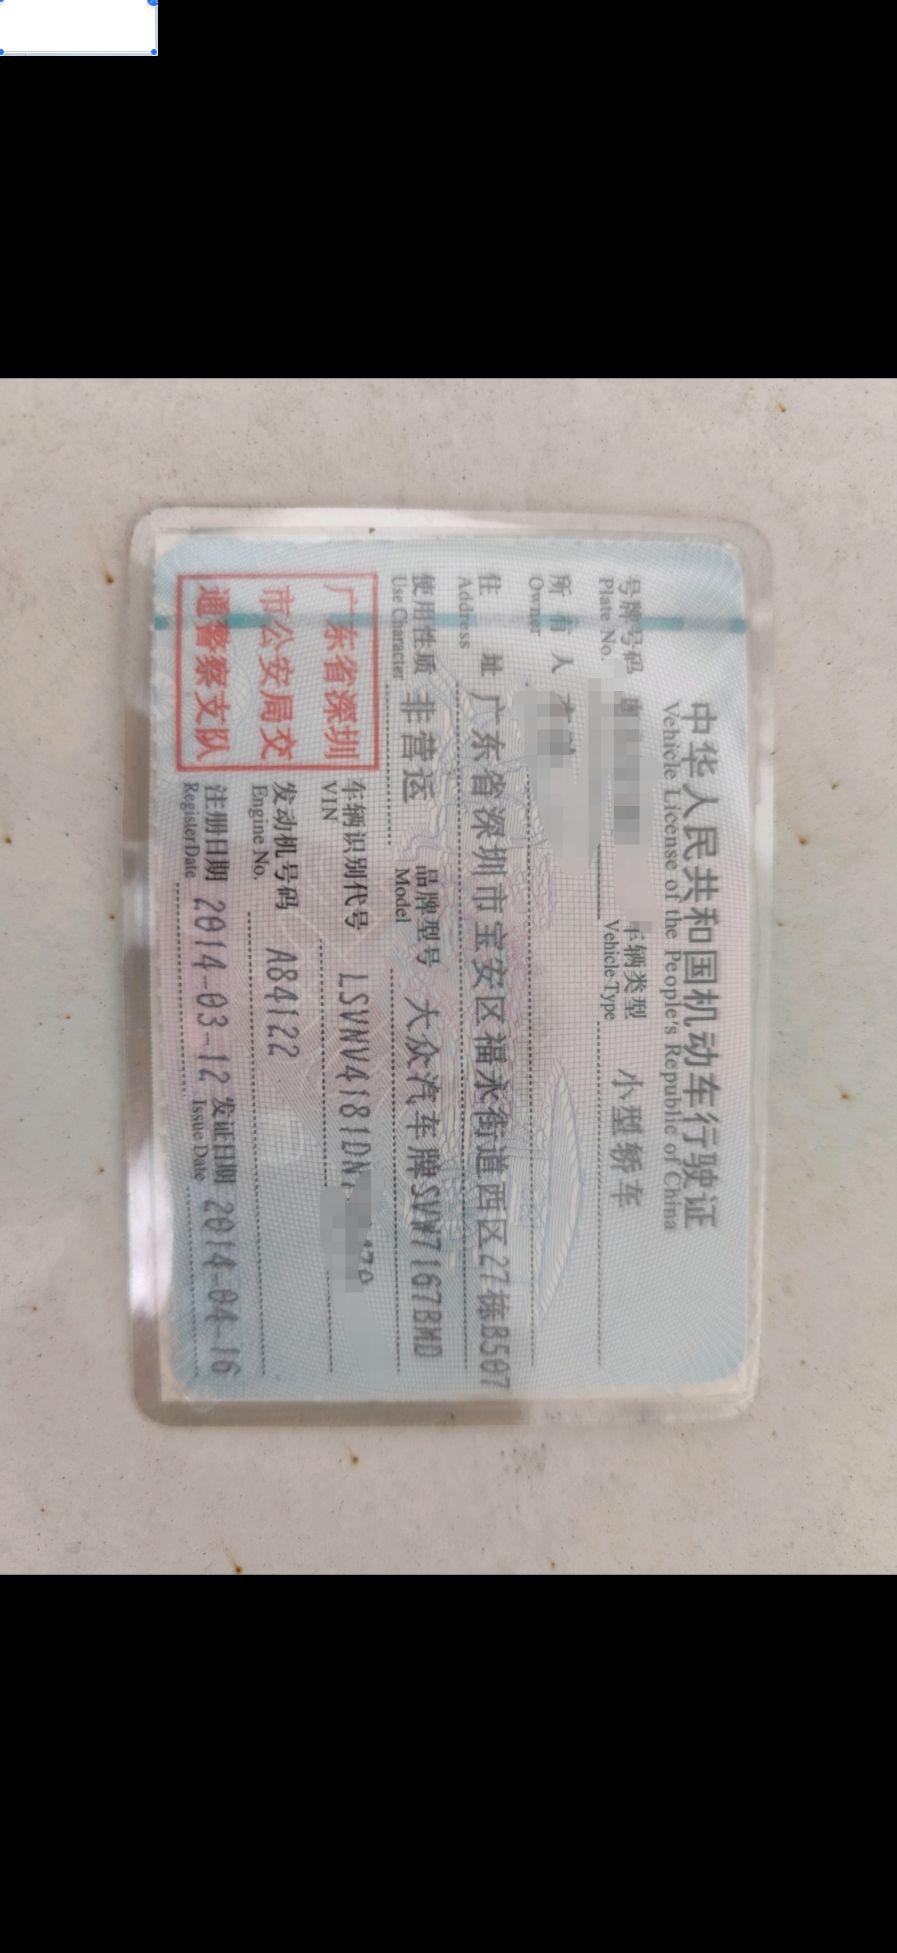 中华人民共和国机动车行驶证
Vehicle License of the People's Republic of China
号牌号码 车辆类型 小型轿车
Plate No. Vehicle Type
所有人
Owner
住址 广东省深圳市宝安区福永街道西区27栋B507
Address
使用性质 非营运 品牌型号 大众汽车牌SVW7167BMD
Use Character Model
广东省深圳
市公安局交
通警察支队
车辆识别代号 LSVNV4181DN
VIN
发动机号码 A84122
Engine No.
注册日期 2014-03-12 发证日期 2014-04-16
Register Date Issue Date